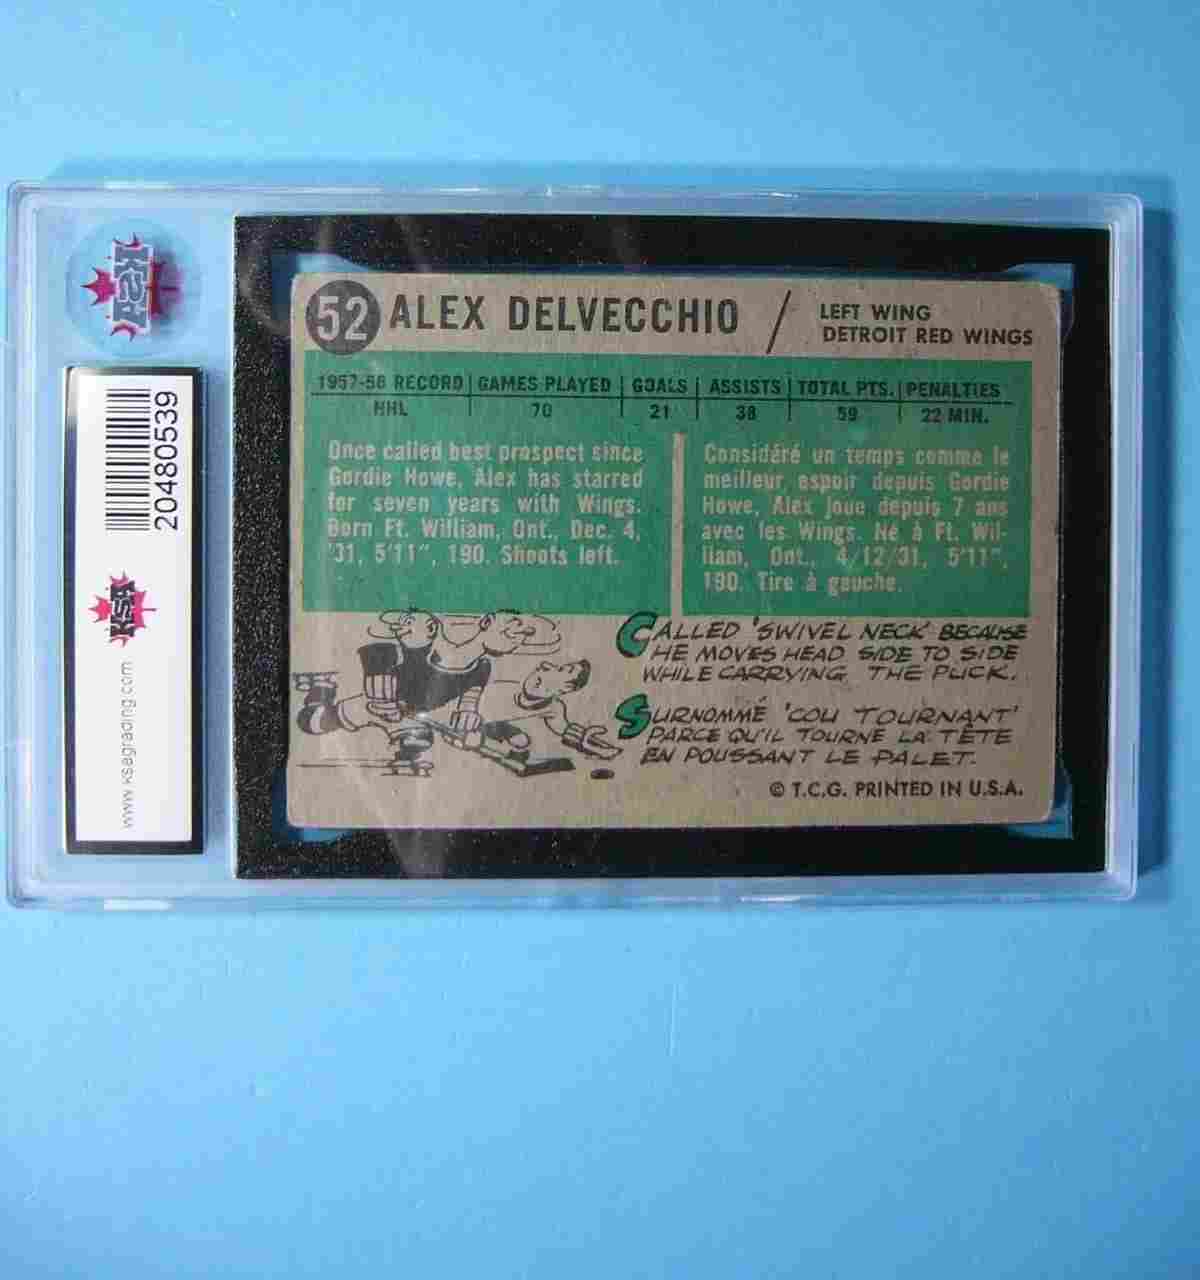 KSA
20480539
KSA
www.ksagrading.com
52 ALEX DELVECCHIO / LEFT WING
DETROIT RED WINGS
1957-58 RECORD | GAMES PLAYED | GOALS | ASSISTS | TOTAL PTS. | PENALTIES
NHL | 70 | 21 | 38 | 59 | 22 MIN.
Once called best prospect since
Gordie Howe, Alex has starred
for seven years with Wings.
Born Ft. William, Ont., Dec. 4,
'31, 5'11", 190. Shoots left.
Considéré un temps comme le
meilleur espoir depuis Gordie
Howe, Alex joue depuis 7 ans
avec les Wings. Né à Ft. Wil-
liam, Ont., 4/12/31, 5'11",
190. Tire à gauche.
CALLED 'SWIVEL NECK' BECAUSE
HE MOVES HEAD SIDE TO SIDE
WHILE CARRYING THE PUCK.
SURNOMMÉ 'COU TOURNANT'
PARCE QU'IL TOURNE LA TÊTE
EN POUSSANT LE PALET.
© T.C.G. PRINTED IN U.S.A.